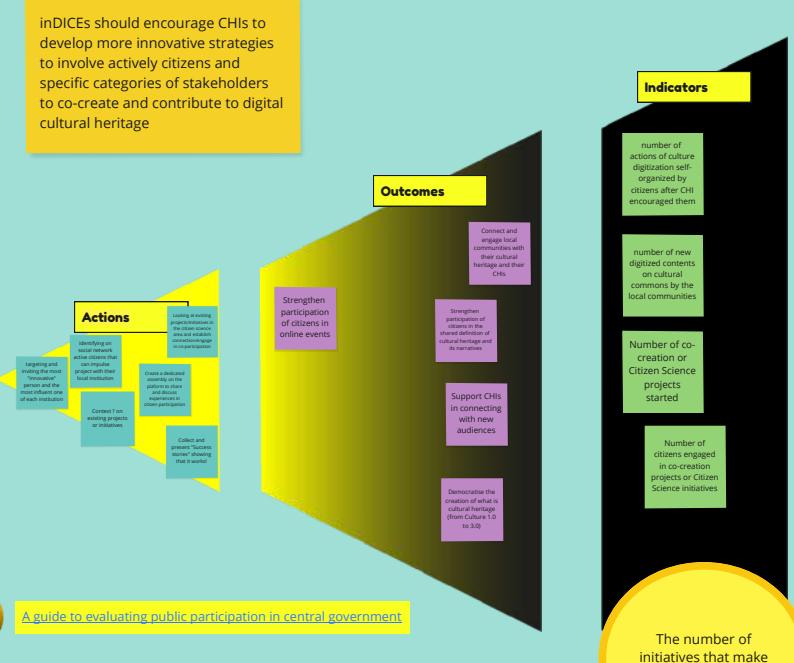 inDICEs should encourage CHIs to
develop more innovative strategies
to involve actively citizens and
specific categories of stakeholders
to co-create and contribute to digital
cultural heritage
Actions
Looking at existing
projects/initiatives in
the citizen science
area and establish
connection/engage
in co-participation
Identifying on
social network
active citizens that
can impulse
project with their
local institution
targeting and
inviting the most
"innovative"
person and the
most influent one
of each institution
Create a dedicated
assembly on the
platform to share
and discuss
experiences in
citizen participation
Context ? on
existing projects
or initiatives
Collect and
present "Success
stories" showing
that it works!
Outcomes
Strengthen
participation
of citizens in
online events
Connect and
engage local
communities with
their cultural
heritage and their
CHIs
Strengthen
participation of
citizens in the
shared definition of
cultural heritage and
its narratives
Support CHIs
in connecting
with new
audiences
Democratise the
creation of what is
cultural heritage
(from Culture 1.0
to 3.0)
Indicators
number of
actions of culture
digitization self-
organized by
citizens after CHI
encouraged them
number of new
digitized contents
on cultural
commons by the
local communities
Number of co-
creation or
Citizen Science
projects
started
Number of
citizens engaged
in co-creation
projects or Citizen
Science initiatives
A guide to evaluating public participation in central government
The number of
initiatives that make